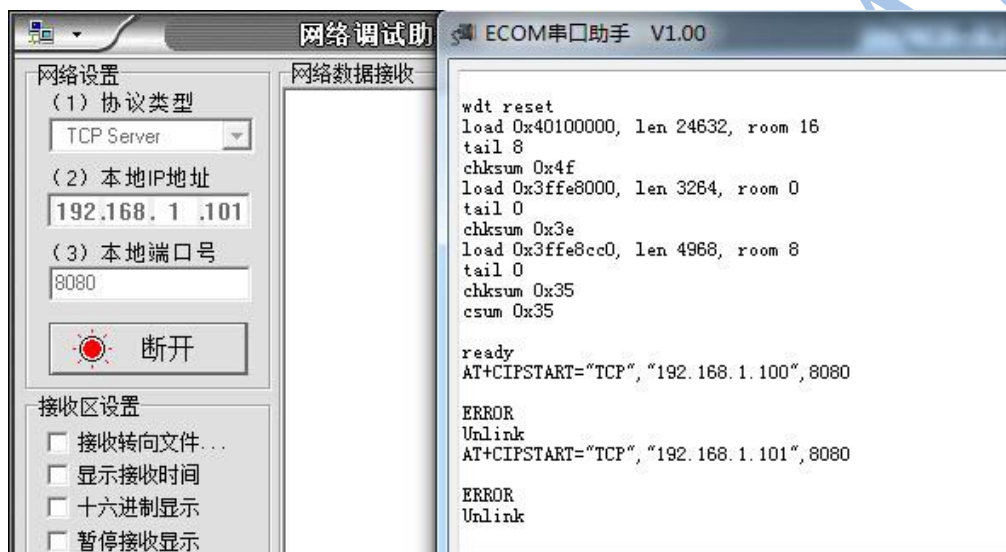 网络调试助
网络设置
(1) 协议类型
TCP Server
(2) 本地IP地址
192.168. 1 .101
(3) 本地端口号
8080
断开
接收区设置
接收转向文件...
显示接收时间
十六进制显示
暂停接收显示
网络数据接收
ECOM串口助手 V1.00
wdt reset
load 0x40100000, len 24632, room 16
tail 8
chksum 0x4f
load 0x3ffe8000, len 3264, room 0
tail 0
chksum 0x3e
load 0x3ffe8cc0, len 4968, room 8
tail 0
chksum 0x35
csum 0x35
ready
AT+CIPSTART="TCP","192.168.1.100",8080
ERROR
Unlink
AT+CIPSTART="TCP","192.168.1.101",8080
ERROR
Unlink